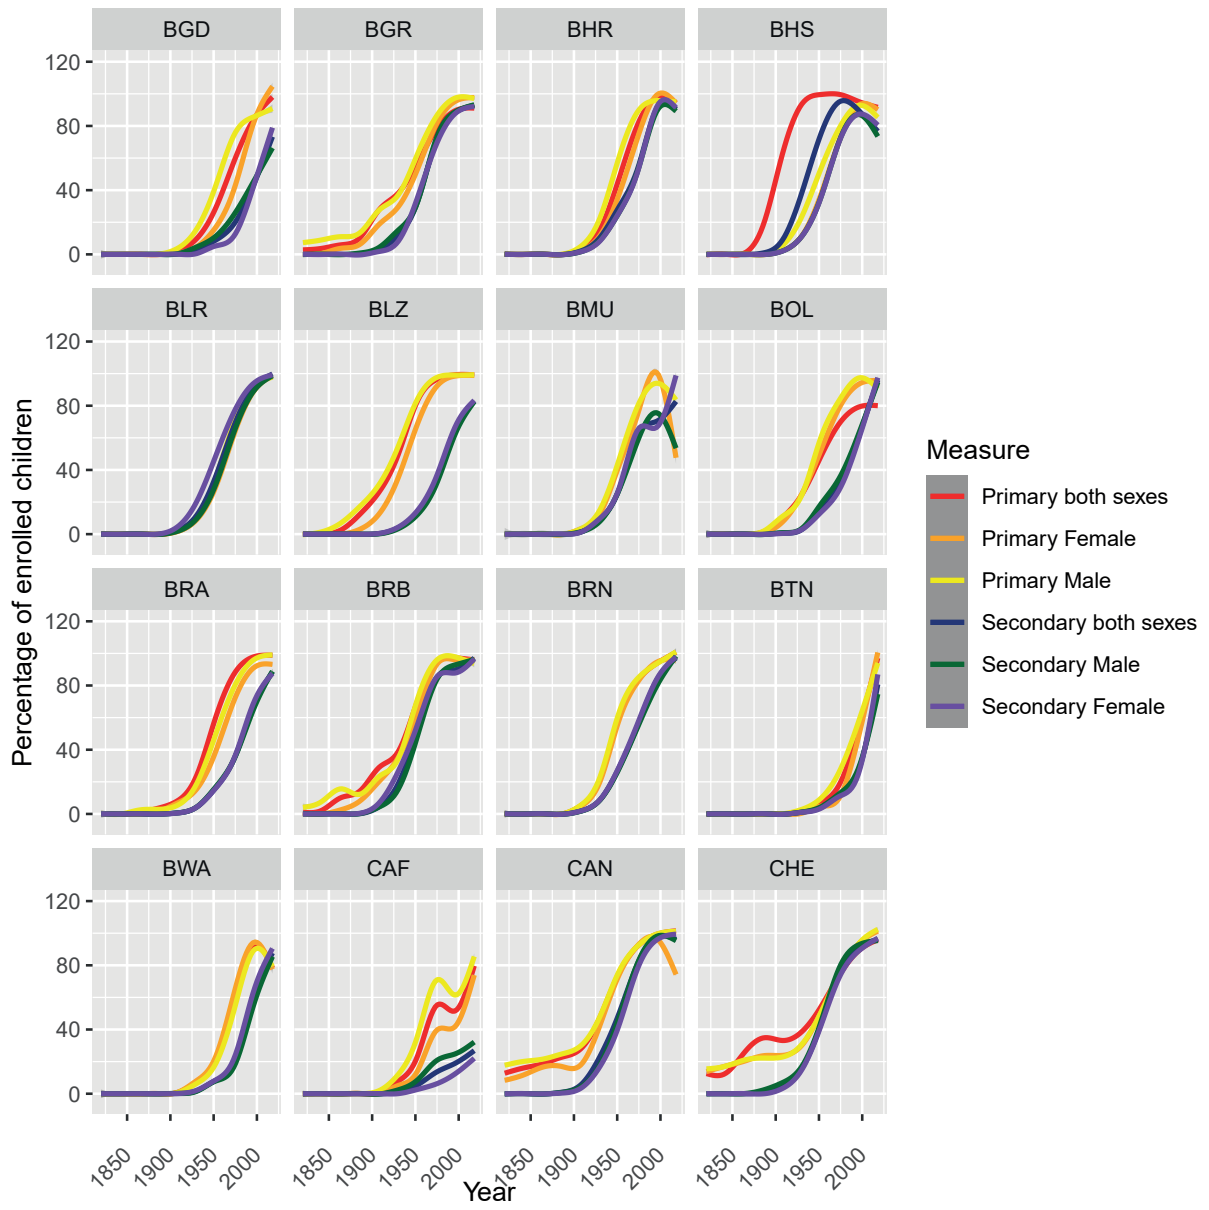 BGD BGR BHR BHS
120
80
40
0
BLR BLZ BMU BOL
120
80
40
0
BRA BRB BRN BTN
120
80
40
0
BWA CAF CAN CHE
120
80
40
0
1850 1900 1950 2000 1850 1900 1950 2000 1850 1900 1950 2000 1850 1900 1950 2000
Year
Percentage of enrolled children
Measure
Primary both sexes
Primary Female
Primary Male
Secondary both sexes
Secondary Male
Secondary Female